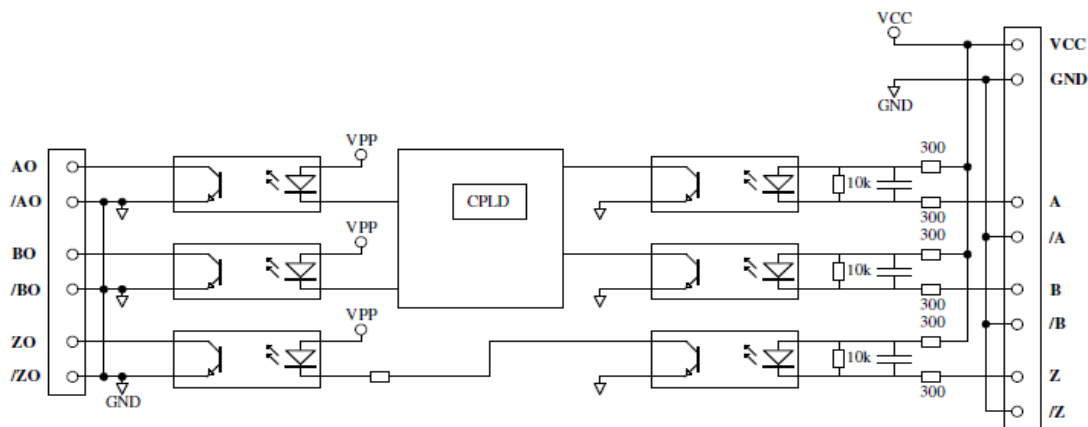 VCC
VCC
GND
GND
VPP
300
AO
10k
/AO
CPLD
A
300
VPP
300
/A
BO
10k
/BO
B
300
VPP
300
/B
ZO
10k
/ZO
Z
GND
300
/Z